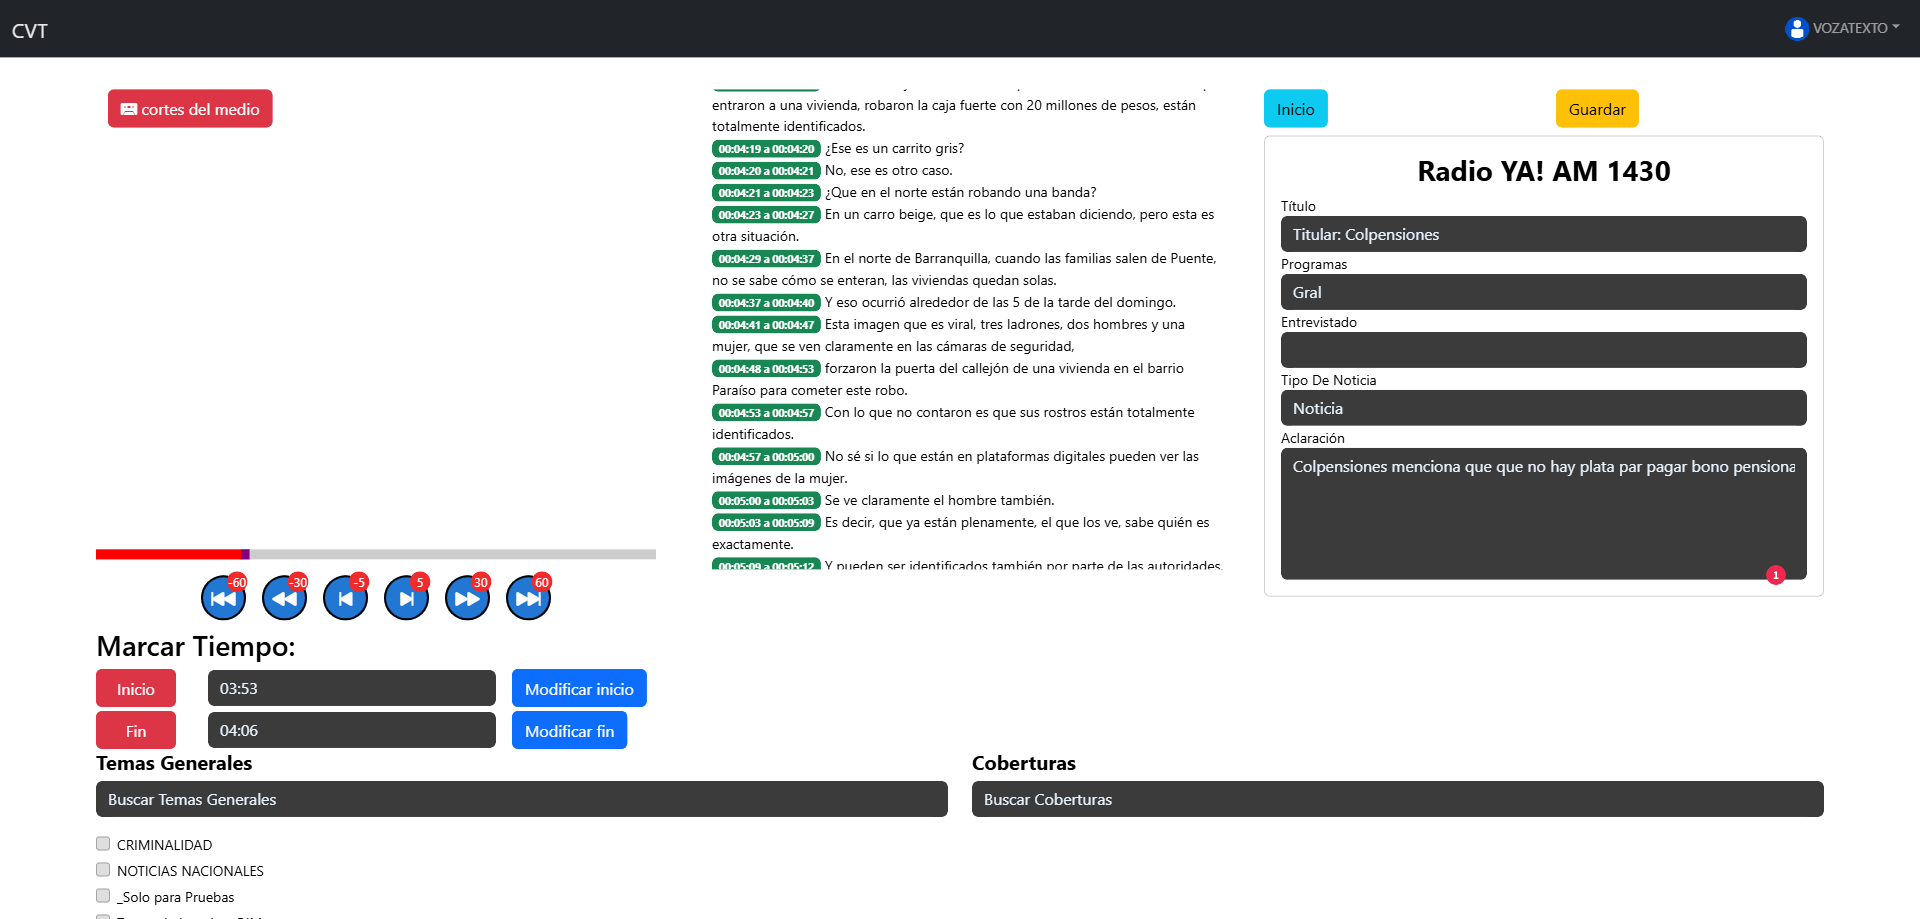 CVT
VOZATEXTO
cortes del medio
entraron a una vivienda, robaron la caja fuerte con 20 millones de pesos, están
totalmente identificados.
00:04:19 a 00:04:20 ¿Ese es un carrito gris?
00:04:20 a 00:04:21 No, ese es otro caso.
00:04:21 a 00:04:23 ¿Que en el norte están robando una banda?
00:04:23 a 00:04:27 En un carro beige, que es lo que estaban diciendo, pero esta es
otra situación.
00:04:29 a 00:04:37 En el norte de Barranquilla, cuando las familias salen de Puente,
no se sabe cómo se enteran, las viviendas quedan solas.
00:04:37 a 00:04:40 Y eso ocurrió alrededor de las 5 de la tarde del domingo.
00:04:41 a 00:04:47 Esta imagen que es viral, tres ladrones, dos hombres y una
mujer, que se ven claramente en las cámaras de seguridad,
00:04:48 a 00:04:53 forzaron la puerta del callejón de una vivienda en el barrio
Paraíso para cometer este robo.
00:04:53 a 00:04:57 Con lo que no contaron es que sus rostros están totalmente
identificados.
00:04:57 a 00:05:00 No sé si lo que están en plataformas digitales pueden ver las
imágenes de la mujer.
00:05:00 a 00:05:03 Se ve claramente el hombre también.
00:05:03 a 00:05:09 Es decir, que ya están plenamente, el que los ve, sabe quién es
exactamente.
00:05:09 a 00:05:12 Y pueden ser identificados también por parte de las autoridades.
Inicio
Guardar
Radio YA! AM 1430
Título
Titular: Colpensiones
Programas
Gral
Entrevistado
Tipo De Noticia
Noticia
Aclaración
Colpensiones menciona que que no hay plata par pagar bono pensiona
1
-60
-30
-5
5
30
60
Marcar Tiempo:
Inicio
03:53
Modificar inicio
Fin
04:06
Modificar fin
Temas Generales
Buscar Temas Generales
CRIMINALIDAD
NOTICIAS NACIONALES
_Solo para Pruebas
Coberturas
Buscar Coberturas